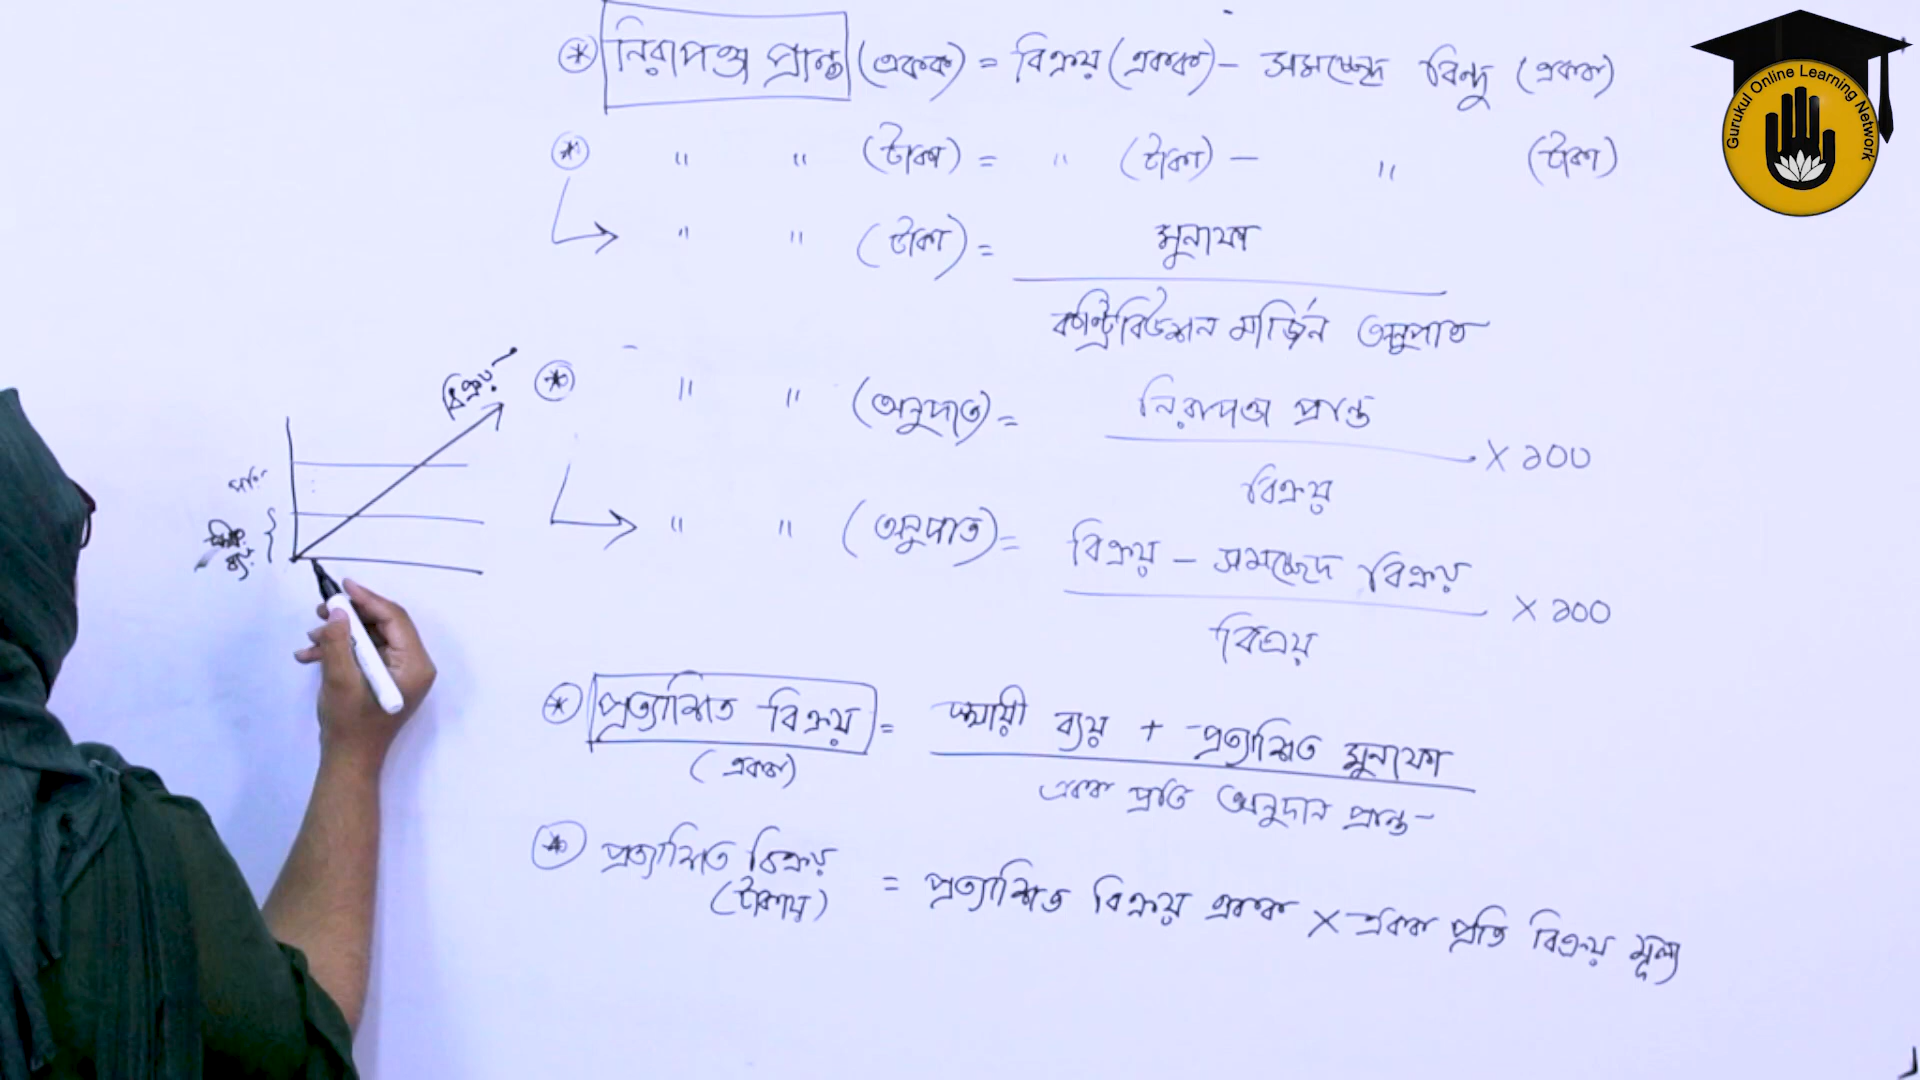 নিরাপত্তা প্রান্ত (একক) = বিক্রয় (একক) - সমচ্ছেদ বিন্দু (একক)
" " (টাকা) = " (টাকা) - " (টাকা)
" " (টাকা) = মুনাফা
কন্ট্রিবিউশন মার্জিন অনুপাত
" " (অনুপাত) = নিরাপত্তা প্রান্ত
বিক্রয় × ১০০
" " (অনুপাত) = বিক্রয় - সমচ্ছেদ বিক্রয়
বিক্রয় × ১০০
প্রত্যাশিত বিক্রয় = স্থায়ী ব্যয় + প্রত্যাশিত মুনাফা
(একক) একক প্রতি অনুদান প্রান্ত
প্রত্যাশিত বিক্রয়
(টাকায়) = প্রত্যাশিত বিক্রয় একক × একক প্রতি বিক্রয় মূল্য
বিক্রয়
Gurukul Online Learning Network